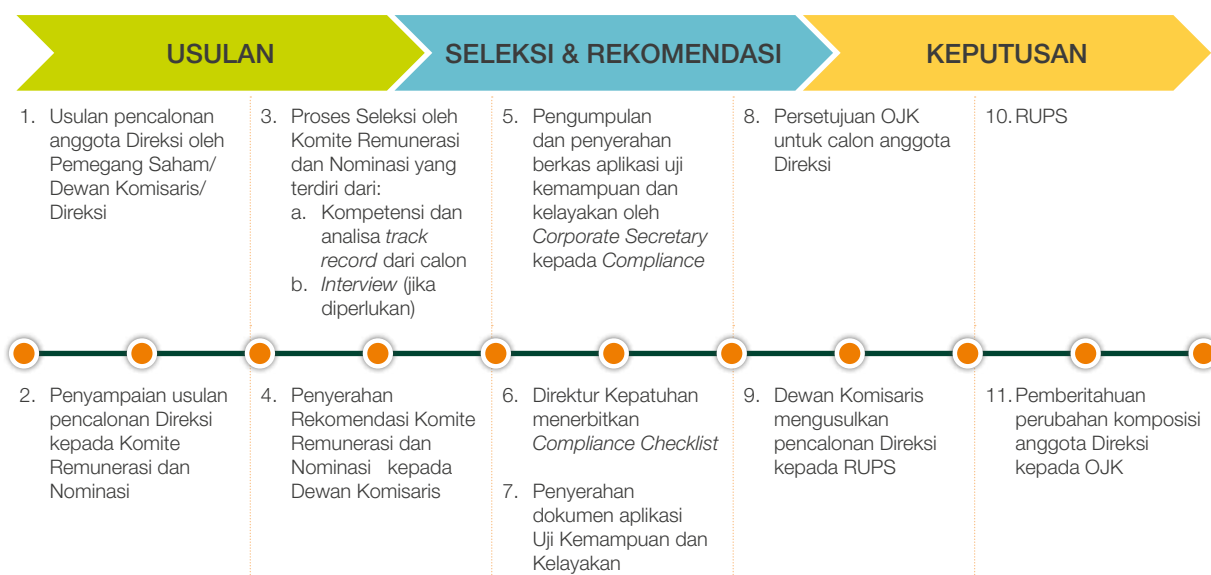 USULAN
SELEKSI & REKOMENDASI
KEPUTUSAN
1. Usulan pencalonan
anggota Direksi oleh
Pemegang Saham/
Dewan Komisaris/
Direksi
2. Penyampaian usulan
pencalonan Direksi
kepada Komite
Remunerasi dan
Nominasi
3. Proses Seleksi oleh
Komite Remunerasi
dan Nominasi yang
terdiri dari:
a. Kompetensi dan
analisa track
record dari calon
b. Interview (jika
diperlukan)
4. Penyerahan
Rekomendasi Komite
Remunerasi dan
Nominasi kepada
Dewan Komisaris
5. Pengumpulan
dan penyerahan
berkas aplikasi uji
kemampuan dan
kelayakan oleh
Corporate Secretary
kepada Compliance
6. Direktur Kepatuhan
menerbitkan
Compliance Checklist
7. Penyerahan
dokumen aplikasi
Uji Kemampuan dan
Kelayakan
8. Persetujuan OJK
untuk calon anggota
Direksi
9. Dewan Komisaris
mengusulkan
pencalonan Direksi
kepada RUPS
10. RUPS
11. Pemberitahuan
perubahan komposisi
anggota Direksi
kepada OJK